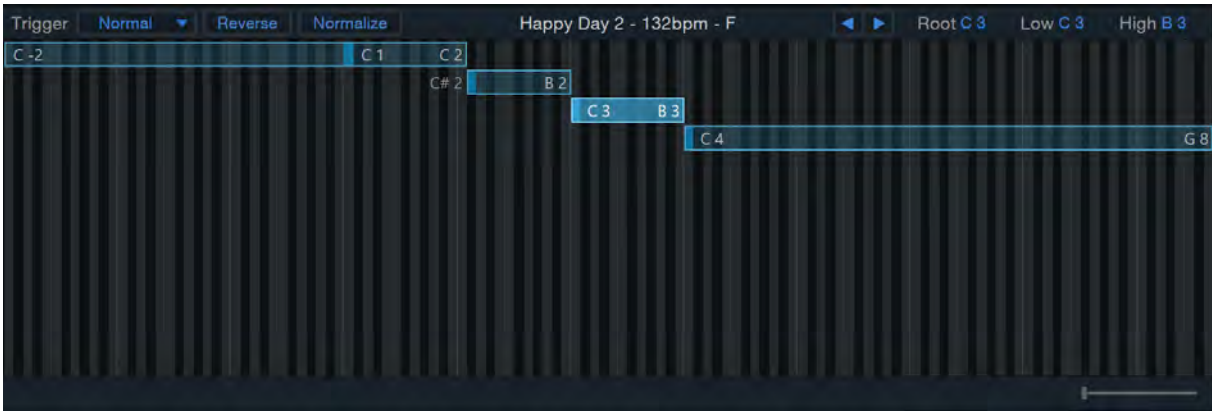 Trigger Normal Reverse Normalize Happy Day 2 - 132bpm - F Root C 3 Low C 3 High B 3
C -2 C 1 C 2
C# 2 B 2
C 3 B 3
C 4 G 8